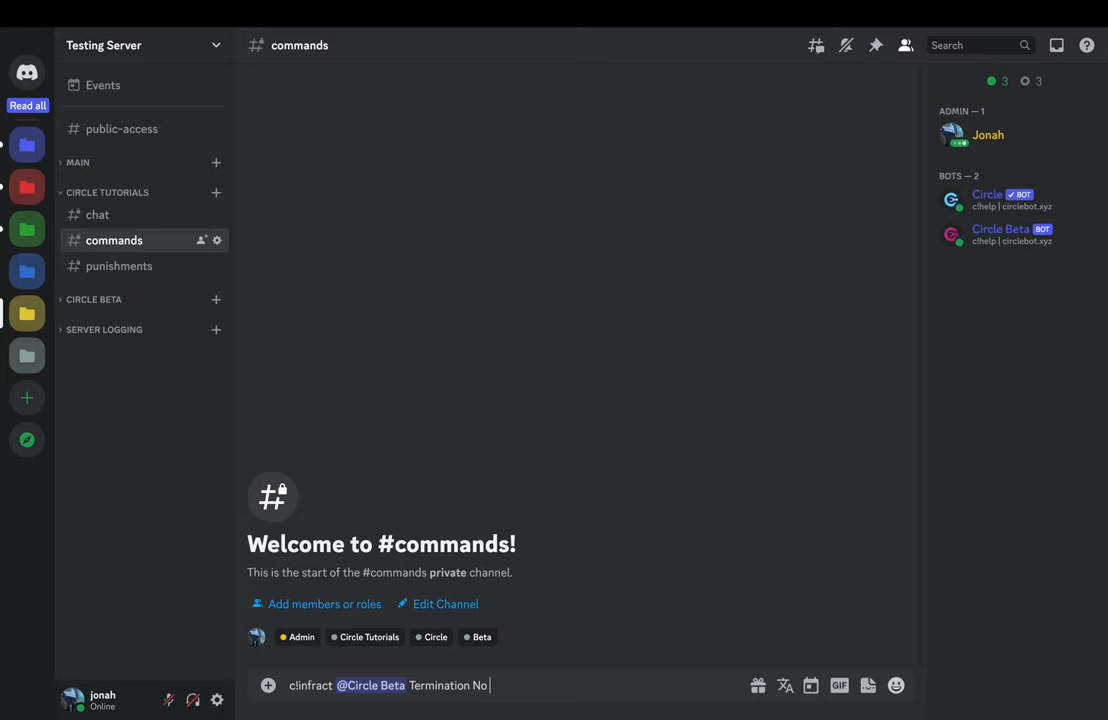 Testing Server
commands
Search
Read all
Events
public-access
MAIN
CIRCLE TUTORIALS
chat
commands
punishments
CIRCLE BETA
SERVER LOGGING
3 3
ADMIN — 1
Jonah
BOTS — 2
Circle BOT
c!help | circlebot.xyz
Circle Beta BOT
c!help | circlebot.xyz
Welcome to #commands!
This is the start of the #commands private channel.
Add members or roles Edit Channel
Admin Circle Tutorials Circle Beta
c!infract @Circle Beta Termination No
GIF
jonah
Online